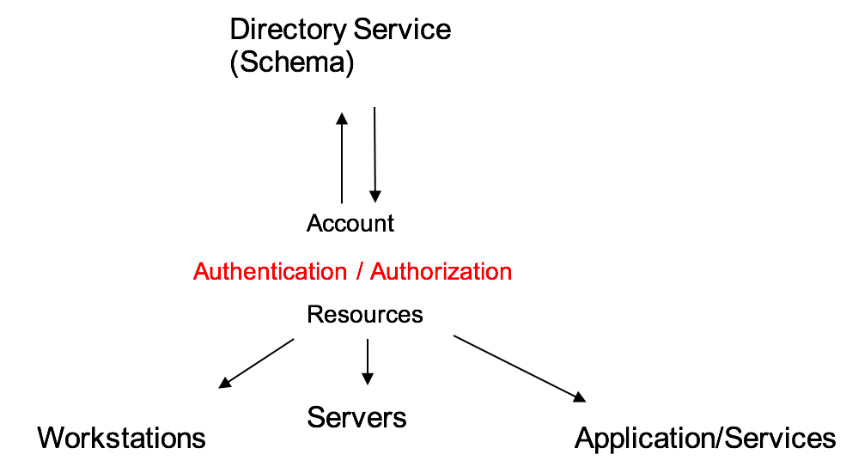 Directory Service
(Schema)
Account
Authentication / Authorization
Resources
Servers
Workstations
Application/Services